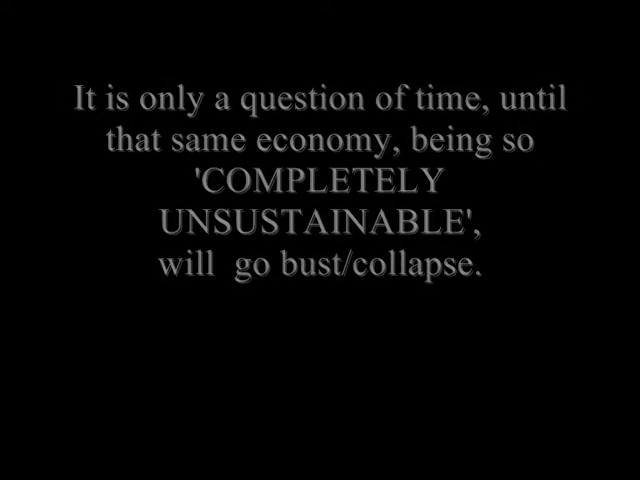 It is only a question of time, until
that same economy, being so
'COMPLETELY
UNSUSTAINABLE',
will  go bust/collapse.